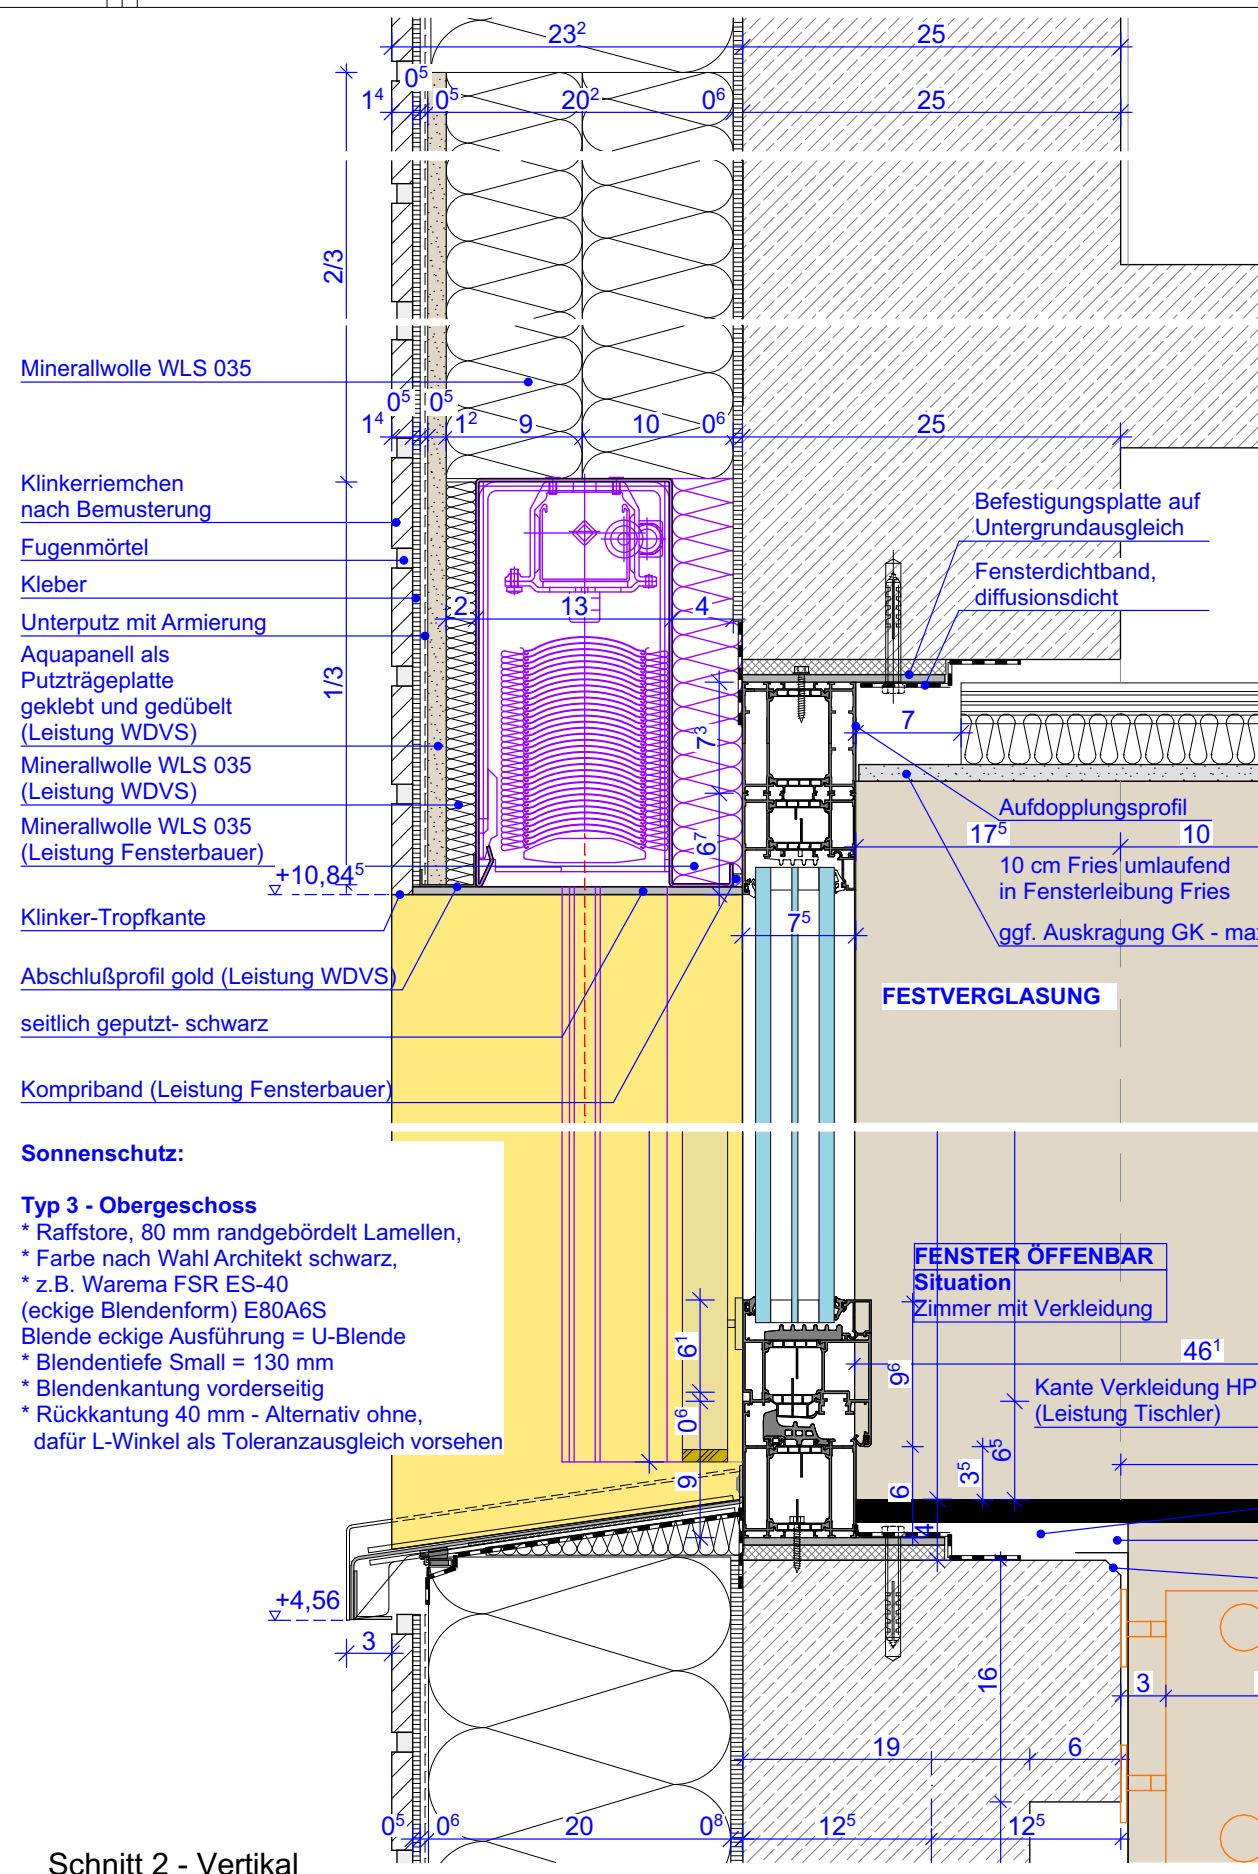 23²
25
0⁵
1⁴
0⁵
20²
0⁶
25
2/3
Minerallwolle WLS 035
0⁵
0⁵
1⁴
1²
9
10
0⁶
25
Klinkerriemchen
nach Bemusterung
Befestigungsplatte auf
Untergrundausgleich
Fugenmörtel
Kleber
Fensterdichtband,
diffusionsdicht
2
13
4
Unterputz mit Armierung
Aquapanell als
Putzträgeplatte
geklebt und gedübelt
(Leistung WDVS)
1/3
7³
7
Minerallwolle WLS 035
(Leistung WDVS)
Aufdopplungsprofil
Minerallwolle WLS 035
(Leistung Fensterbauer)
6⁷
17⁵
10
+10,84⁵
10 cm Fries umlaufend
in Fensterleibung Fries
Klinker-Tropfkante
7⁵
ggf. Auskragung GK - max
Abschlußprofil gold (Leistung WDVS)
FESTVERGLASUNG
seitlich geputzt- schwarz
Kompriband (Leistung Fensterbauer)
Sonnenschutz:
Typ 3 - Obergeschoss
* Raffstore, 80 mm randgebördelt Lamellen,
* Farbe nach Wahl Architekt schwarz,
* z.B. Warema FSR ES-40
(eckige Blendenform) E80A6S
Blende eckige Ausführung = U-Blende
* Blendentiefe Small = 130 mm
* Blendenkantung vorderseitig
* Rückkantung 40 mm - Alternativ ohne,
dafür L-Winkel als Toleranzausgleich vorsehen
FENSTER ÖFFENBAR
Situation
Zimmer mit Verkleidung
6¹
9⁶
46¹
Kante Verkleidung HP
(Leistung Tischler)
0⁶
6⁵
3⁵
9
6
4
+4,56
3
16
3
19
6
0⁵
0⁶
20
0⁸
12⁵
12⁵
Schnitt 2 - Vertikal